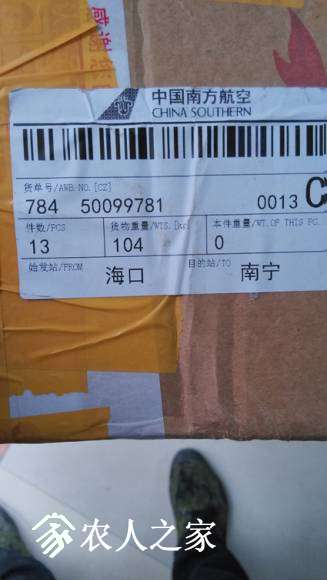 中国南方航空
CHINA SOUTHERN
货单号/AWB.NO.[CZ]
784 50099781 0013 C
件数/PCS 货物重量/WTS.[kg] 本件重量/WT.OF THIS PC.
13 104 0
始发站/FROM 海口 目的站/TO 南宁
农人之家